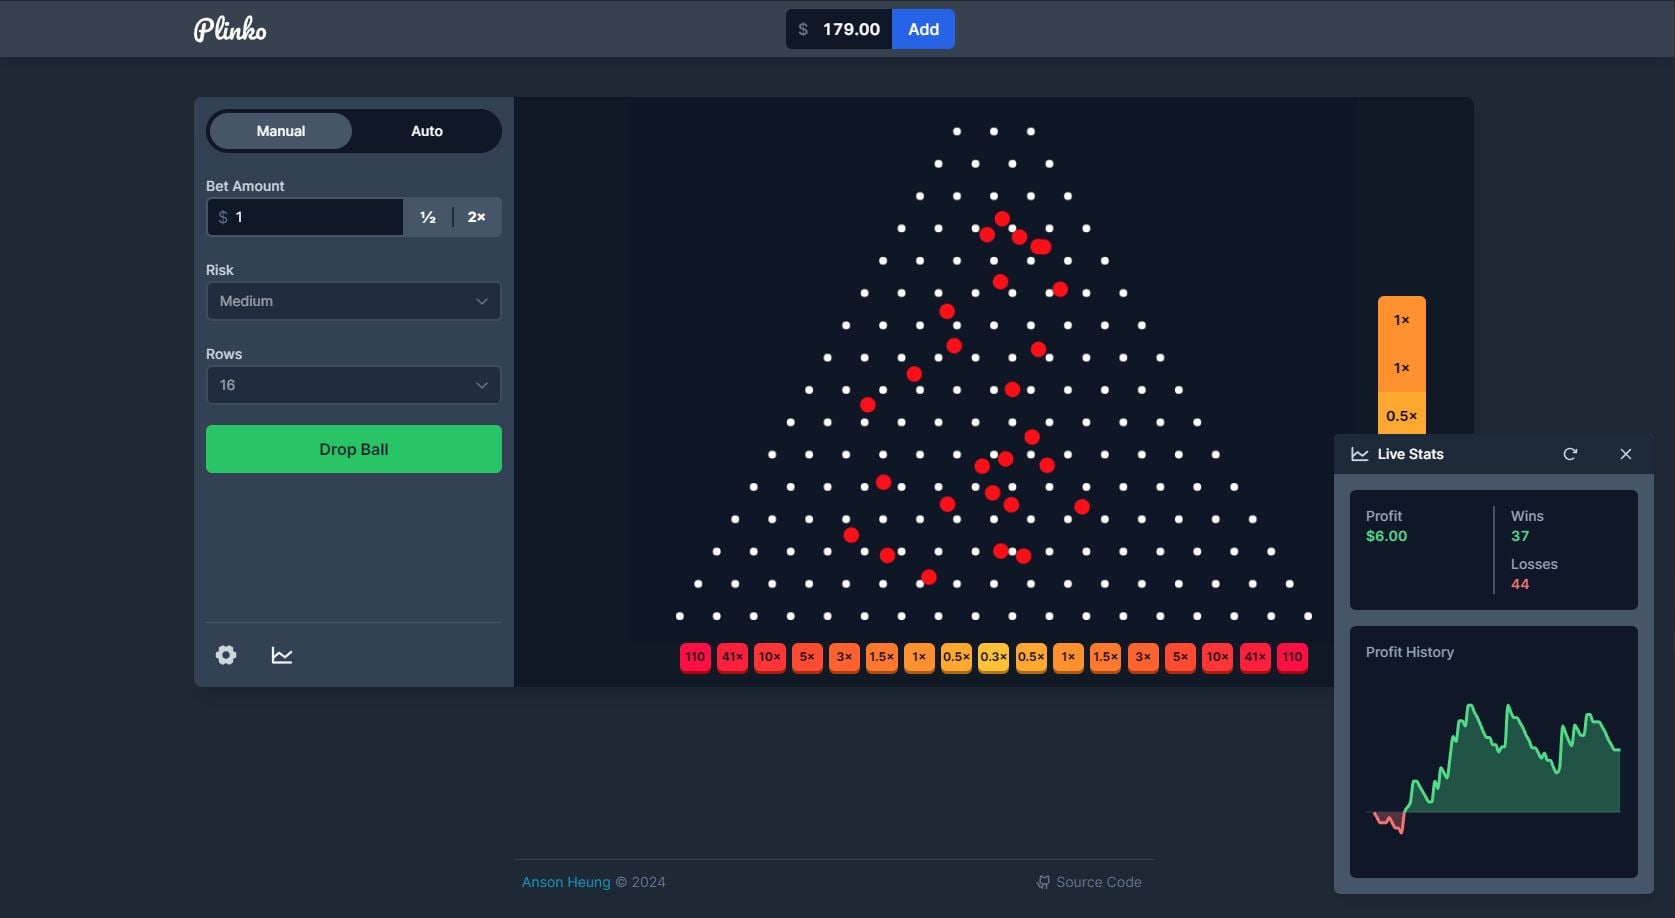 Plinko
$ 179.00 Add
Manual Auto
Bet Amount
$ 1 ½ 2×
Risk
Medium
Rows
16
Drop Ball
1×
1×
0.5×
110 41× 10× 5× 3× 1.5× 1× 0.5× 0.3× 0.5× 1× 1.5× 3× 5× 10× 41× 110
Live Stats
Profit
$6.00
Wins
37
Losses
44
Profit History
Anson Heung © 2024
Source Code